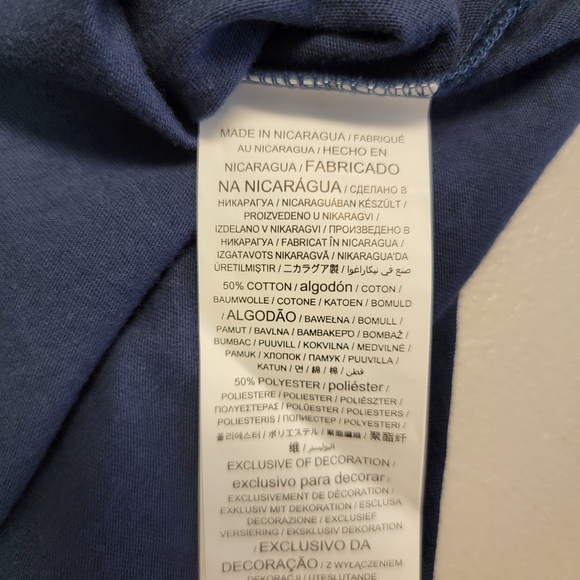 MADE IN NICARAGUA / FABRIQUÉ
AU NICARAGUA / HECHO EN
NICARAGUA / FABRICADO
NA NICARÁGUA / СДЕЛАНО В
НИКАРАГУА / NICARAGUÁBAN KÉSZÜLT /
PROIZVEDENO U NIKARAGVI /
IZDELANO V NIKARAGVI / ПРОИЗВЕДЕНО В
НИКАРАГУА / FABRICAT ÎN NICARAGUA /
IZGATAVOTS NIKARAGVĀ / NIKARAGUA'DA
ÜRETILMIŞTIR / ニカラグア製 / صنع في نيكاراغوا
50% COTTON / algodón / COTON /
BAUMWOLLE / COTONE / KATOEN / BOMULD
/ ALGODÃO / BAWEŁNA / BOMULL /
PAMUT / BAVLNA / ΒΑΜΒΑΚΕΡΌ / BOMBAŽ /
BUMBAC / PUUVILL / KOKVILNA / MEDVILNĖ /
PAMUK / ХЛОПОК / ПАМУК / PUUVILLA /
KATUN / 면 / 綿 / 棉 / قطن /
50% POLYESTER / poliéster /
POLIESTERE / POLIESTER / POLIÉSZTER /
ΠΟΛΥΕΣΤΕΡΑΣ / POLÜESTER / POLIESTERS /
POLIESTERIS / ПОЛИЕСТЕР / POLYESTERI /
폴리에스터 / ポリエステル / 聚酯纖維 / 聚酯纤
维 / البوليستر /
EXCLUSIVE OF DECORATION /
exclusivo para decorar /
EXCLUSIVEMENT DE DÉCORATION /
EXKLUSIV MIT DEKORATION / ESCLUSA
DECORAZIONE / EXCLUSIEF
VERSIERING / EKSKLUSIV DEKORATION
/ EXCLUSIVO DA
DECORAÇÃO / Z WYŁĄCZENIEM
DEKORACJI / UTESLUTANDE